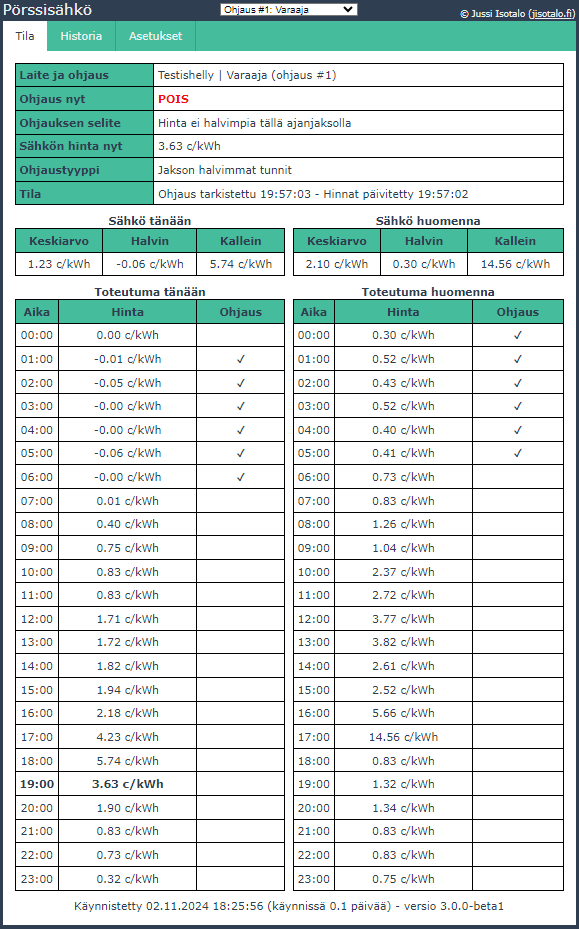 Pörssisähkö
Ohjaus #1: Varaaja
© Jussi Isotalo (jisotalo.fi)
Tila Historia Asetukset
Laite ja ohjaus Testishelly | Varaaja (ohjaus #1)
Ohjaus nyt POIS
Ohjauksen selite Hinta ei halvimpia tällä ajanjaksolla
Sähkön hinta nyt 3.63 c/kWh
Ohjaustyyppi Jakson halvimmat tunnit
Tila Ohjaus tarkistettu 19:57:03 - Hinnat päivitetty 19:57:02
Sähkö tänään
Keskiarvo Halvin Kallein
1.23 c/kWh -0.06 c/kWh 5.74 c/kWh
Sähkö huomenna
Keskiarvo Halvin Kallein
2.10 c/kWh 0.30 c/kWh 14.56 c/kWh
Toteutuma tänään
Aika Hinta Ohjaus
00:00 0.00 c/kWh
01:00 -0.01 c/kWh ✓
02:00 -0.05 c/kWh ✓
03:00 -0.00 c/kWh ✓
04:00 -0.00 c/kWh ✓
05:00 -0.06 c/kWh ✓
06:00 -0.00 c/kWh ✓
07:00 0.01 c/kWh
08:00 0.40 c/kWh
09:00 0.75 c/kWh
10:00 0.83 c/kWh
11:00 0.83 c/kWh
12:00 1.71 c/kWh
13:00 1.72 c/kWh
14:00 1.82 c/kWh
15:00 1.94 c/kWh
16:00 2.18 c/kWh
17:00 4.23 c/kWh
18:00 5.74 c/kWh
19:00 3.63 c/kWh
20:00 1.90 c/kWh
21:00 0.83 c/kWh
22:00 0.73 c/kWh
23:00 0.32 c/kWh
Toteutuma huomenna
Aika Hinta Ohjaus
00:00 0.30 c/kWh ✓
01:00 0.52 c/kWh ✓
02:00 0.43 c/kWh ✓
03:00 0.52 c/kWh ✓
04:00 0.40 c/kWh ✓
05:00 0.41 c/kWh ✓
06:00 0.73 c/kWh
07:00 0.83 c/kWh
08:00 1.26 c/kWh
09:00 1.04 c/kWh
10:00 2.37 c/kWh
11:00 2.72 c/kWh
12:00 3.77 c/kWh
13:00 3.82 c/kWh
14:00 2.61 c/kWh
15:00 2.52 c/kWh
16:00 5.66 c/kWh
17:00 14.56 c/kWh
18:00 0.83 c/kWh
19:00 1.32 c/kWh
20:00 1.34 c/kWh
21:00 0.83 c/kWh
22:00 0.83 c/kWh
23:00 0.75 c/kWh
Käynnistetty 02.11.2024 18:25:56 (käynnissä 0.1 päivää) - versio 3.0.0-beta1